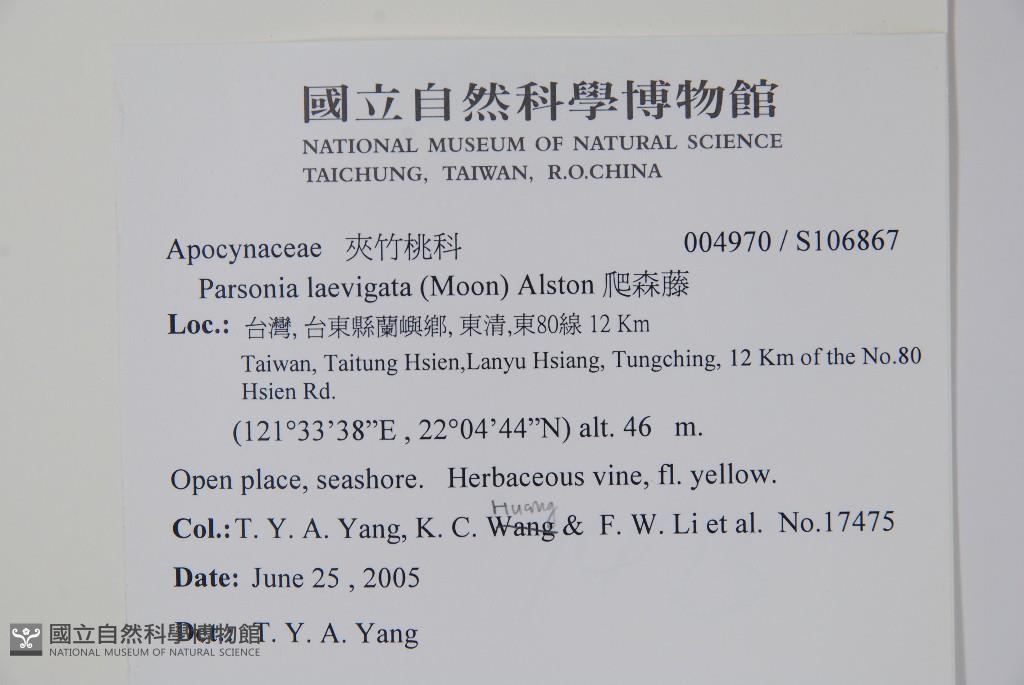 國立自然科學博物館
NATIONAL MUSEUM OF NATURAL SCIENCE
TAICHUNG, TAIWAN, R.O.CHINA
Apocynaceae 夾竹桃科 004970 / S106867
Parsonia laevigata (Moon) Alston 爬森藤
Loc.: 台灣, 台東縣蘭嶼鄉, 東清,東80線 12 Km
Taiwan, Taitung Hsien,Lanyu Hsiang, Tungching, 12 Km of the No.80
Hsien Rd.
(121°33’38”E , 22°04’44”N) alt. 46 m.
Open place, seashore. Herbaceous vine, fl. yellow.
Huang
Col.: T. Y. A. Yang, K. C. Wang & F. W. Li et al. No.17475
Date: June 25 , 2005
Det.: T. Y. A. Yang
國立自然科學博物館
NATIONAL MUSEUM OF NATURAL SCIENCE